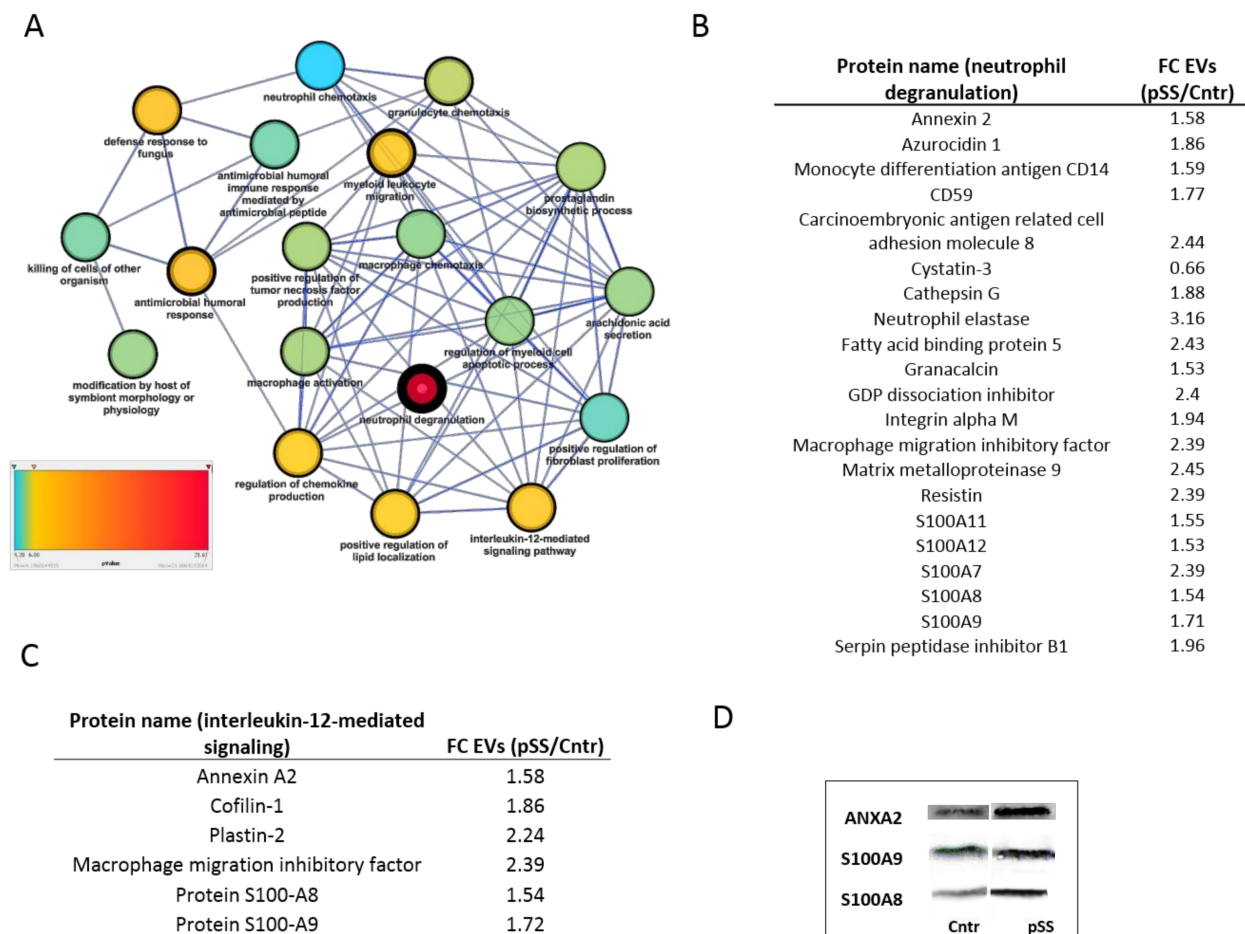 A
neutrophil chemotaxis
granulocyte chemotaxis
defense response to
fungus
antimicrobial humoral
immune response
mediated by
antimicrobial peptide
myeloid leukocyte
migration
prostaglandin
biosynthetic process
killing of cells of other
organism
antimicrobial humoral
response
positive regulation of
tumor necrosis factor
production
macrophage chemotaxis
arachidonic acid
secretion
regulation of myeloid cell
apoptotic process
modification by host of
symbiont morphology or
physiology
macrophage activation
neutrophil degranulation
positive regulation of
fibroblast proliferation
regulation of chemokine
production
positive regulation of
lipid localization
interleukin-12-mediated
signaling pathway
6.00
pValue
B
Protein name (neutrophil degranulation) FC EVs (pSS/Cntr)
Annexin 2 1.58
Azurocidin 1 1.86
Monocyte differentiation antigen CD14 1.59
CD59 1.77
Carcinoembryonic antigen related cell
adhesion molecule 8 2.44
Cystatin-3 0.66
Cathepsin G 1.88
Neutrophil elastase 3.16
Fatty acid binding protein 5 2.43
Granacalcin 1.53
GDP dissociation inhibitor 2.4
Integrin alpha M 1.94
Macrophage migration inhibitory factor 2.39
Matrix metalloproteinase 9 2.45
Resistin 2.39
S100A11 1.55
S100A12 1.53
S100A7 2.39
S100A8 1.54
S100A9 1.71
Serpin peptidase inhibitor B1 1.96
C
Protein name (interleukin-12-mediated
signaling) FC EVs (pSS/Cntr)
Annexin A2 1.58
Cofilin-1 1.86
Plastin-2 2.24
Macrophage migration inhibitory factor 2.39
Protein S100-A8 1.54
Protein S100-A9 1.72
D
ANXA2
S100A9
S100A8
Cntr pSS